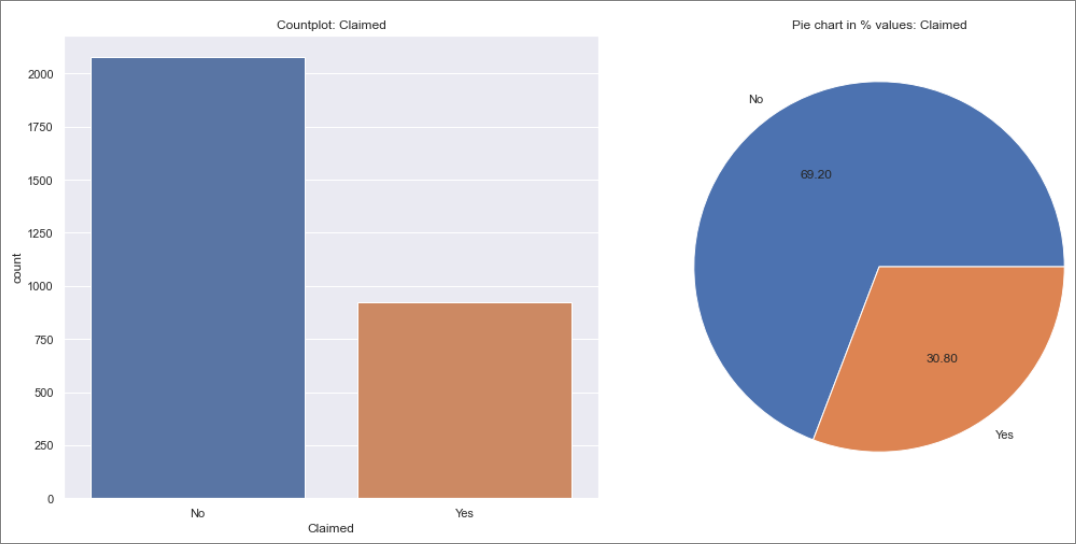 Countplot: Claimed
2000
1750
1500
1250
1000
750
500
250
0
count
No
Yes
Claimed
Pie chart in % values: Claimed
No
69.20
30.80
Yes